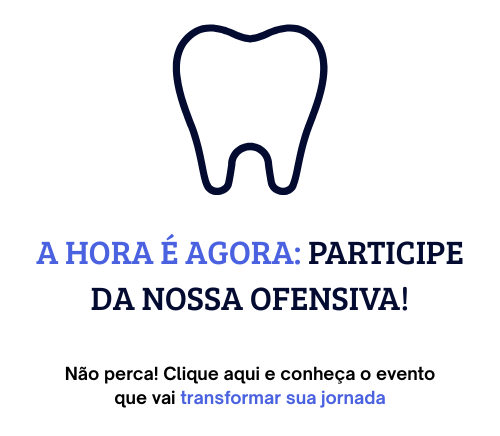 A HORA É AGORA: PARTICIPE
DA NOSSA OFENSIVA!
Não perca! Clique aqui e conheça o evento
que vai transformar sua jornada